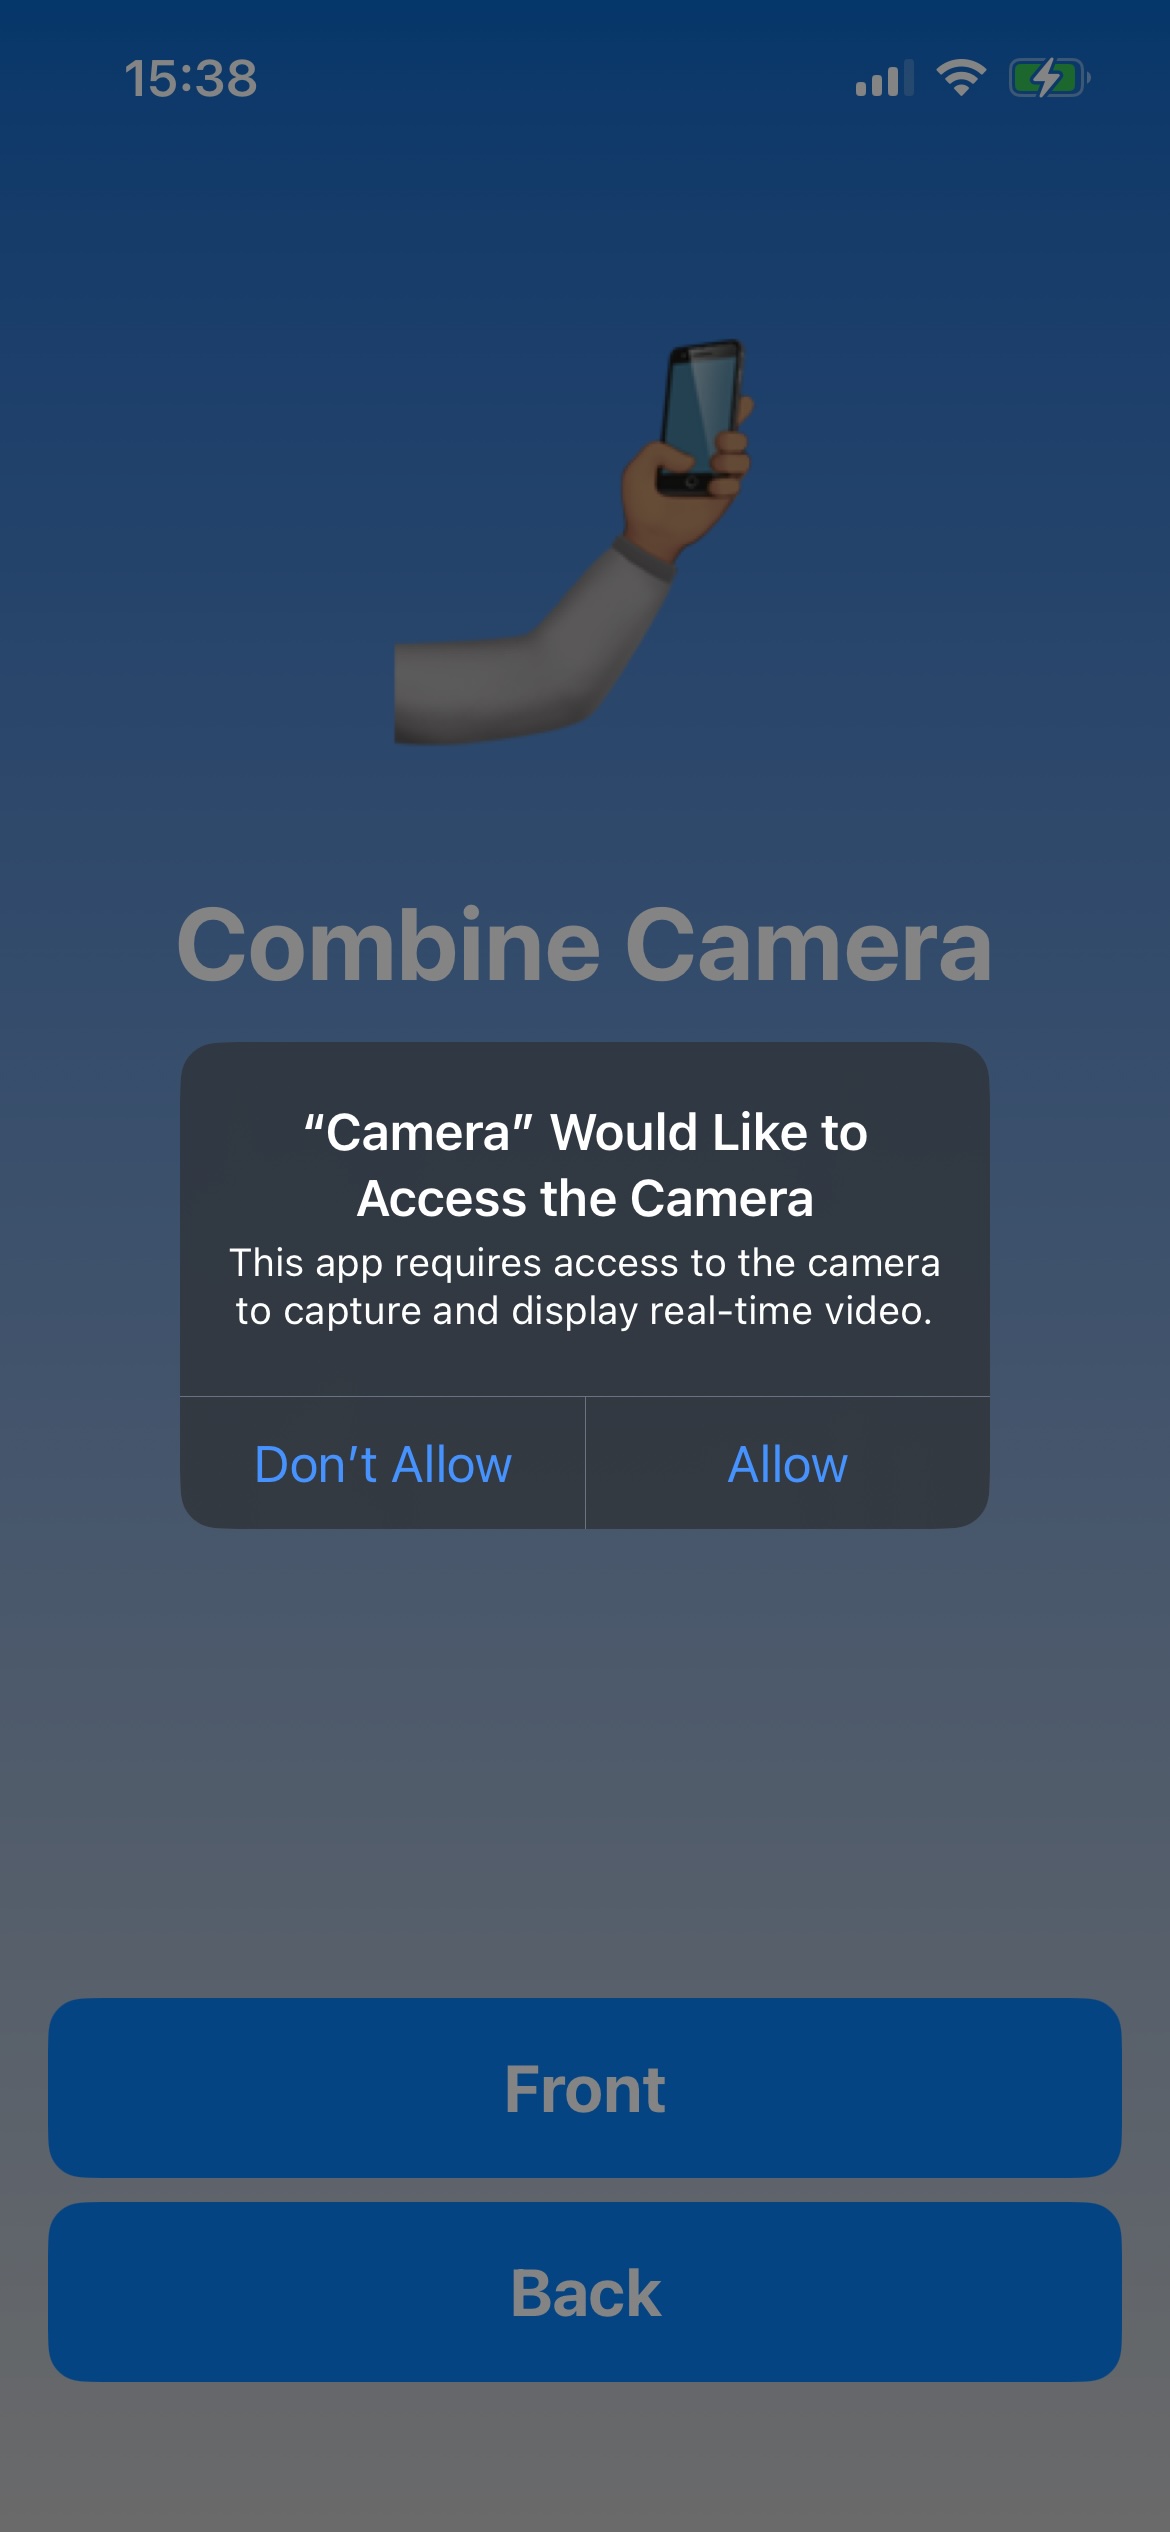 15:38
Combine Camera
“Camera” Would Like to
Access the Camera
This app requires access to the camera
to capture and display real-time video.
Don’t Allow
Allow
Front
Back